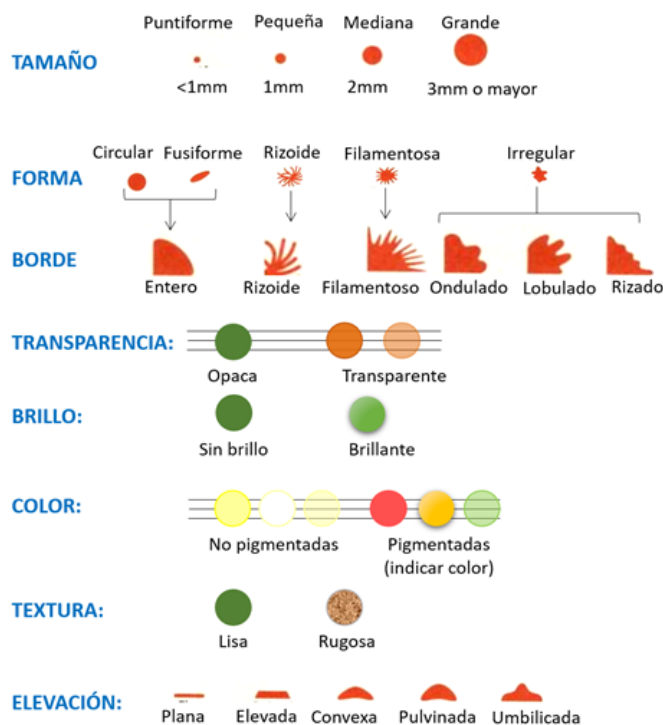 Puntiforme Pequeña Mediana Grande
TAMAÑO
<1mm 1mm 2mm 3mm o mayor
Circular Fusiforme Rizoide Filamentosa Irregular
FORMA
BORDE
Entero Rizoide Filamentoso Ondulado Lobulado Rizado
TRANSPARENCIA:
Opaca Transparente
BRILLO:
Sin brillo Brillante
COLOR:
No pigmentadas Pigmentadas
(indicar color)
TEXTURA:
Lisa Rugosa
ELEVACIÓN:
Plana Elevada Convexa Pulvinada Umbilicada